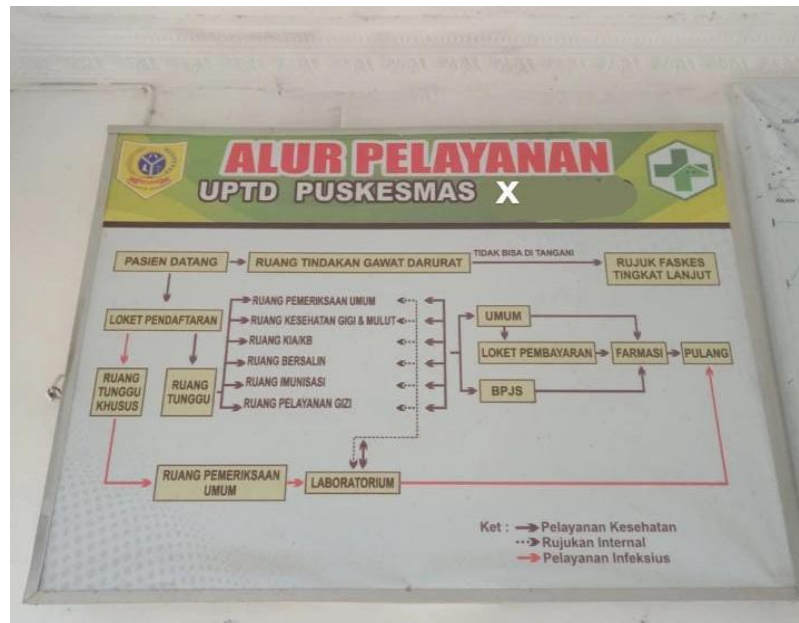 ALUR PELAYANAN
UPTD PUSKESMAS X
PASIEN DATANG
RUANG TINDAKAN GAWAT DARURAT
TIDAK BISA DI TANGANI
RUJUK FASKES
TINGKAT LANJUT
LOKET PENDAFTARAN
RUANG PEMERIKSAAN UMUM
RUANG KESEHATAN GIGI & MULUT
RUANG KIA/KB
RUANG BERSALIN
RUANG IMUNISASI
RUANG PELAYANAN GIZI
UMUM
LOKET PEMBAYARAN
FARMASI
PULANG
BPJS
RUANG
TUNGGU
KHUSUS
RUANG
TUNGGU
RUANG PEMERIKSAAN
UMUM
LABORATORIUM
Ket :
Pelayanan Kesehatan
Rujukan Internal
Pelayanan Infeksius